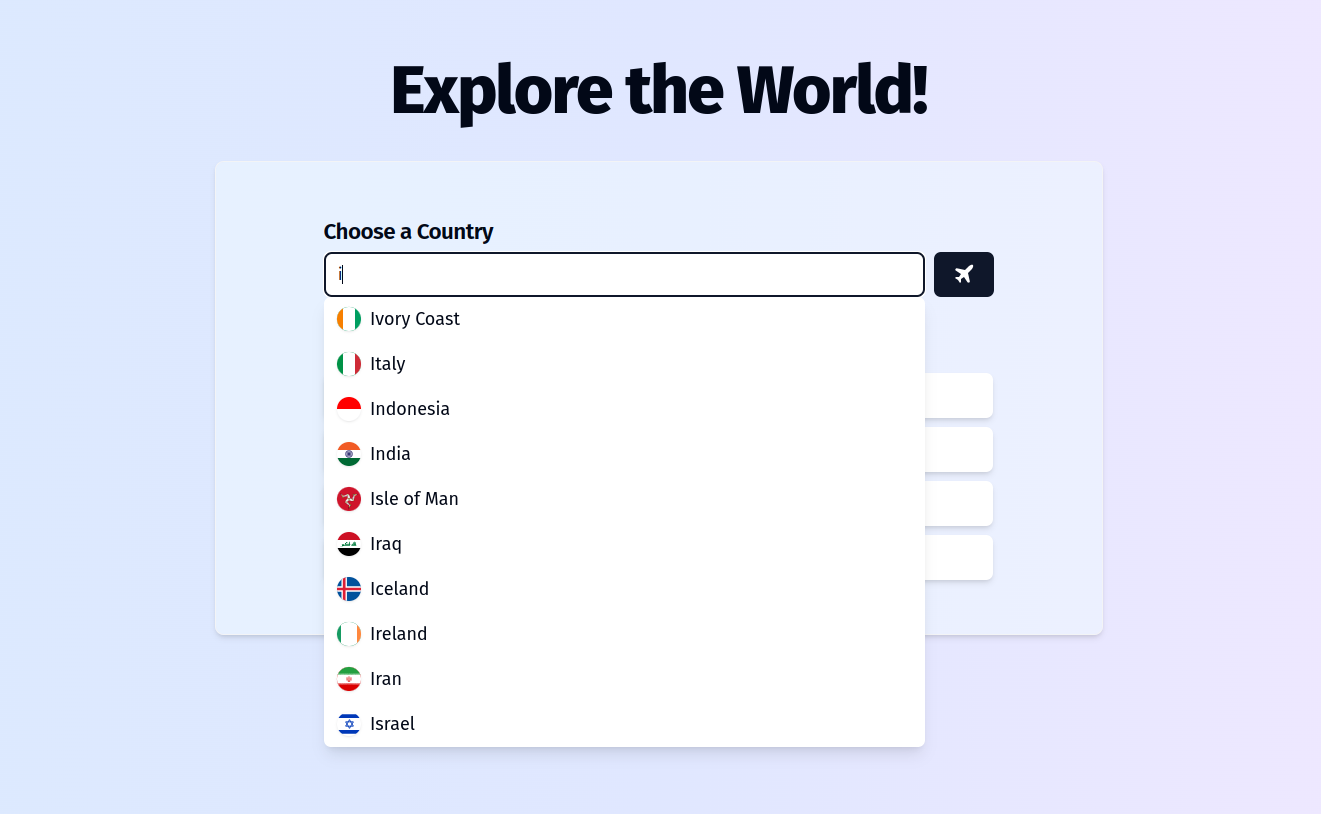 Explore the World!
Choose a Country
i
Ivory Coast
Italy
Indonesia
India
Isle of Man
Iraq
Iceland
Ireland
Iran
Israel